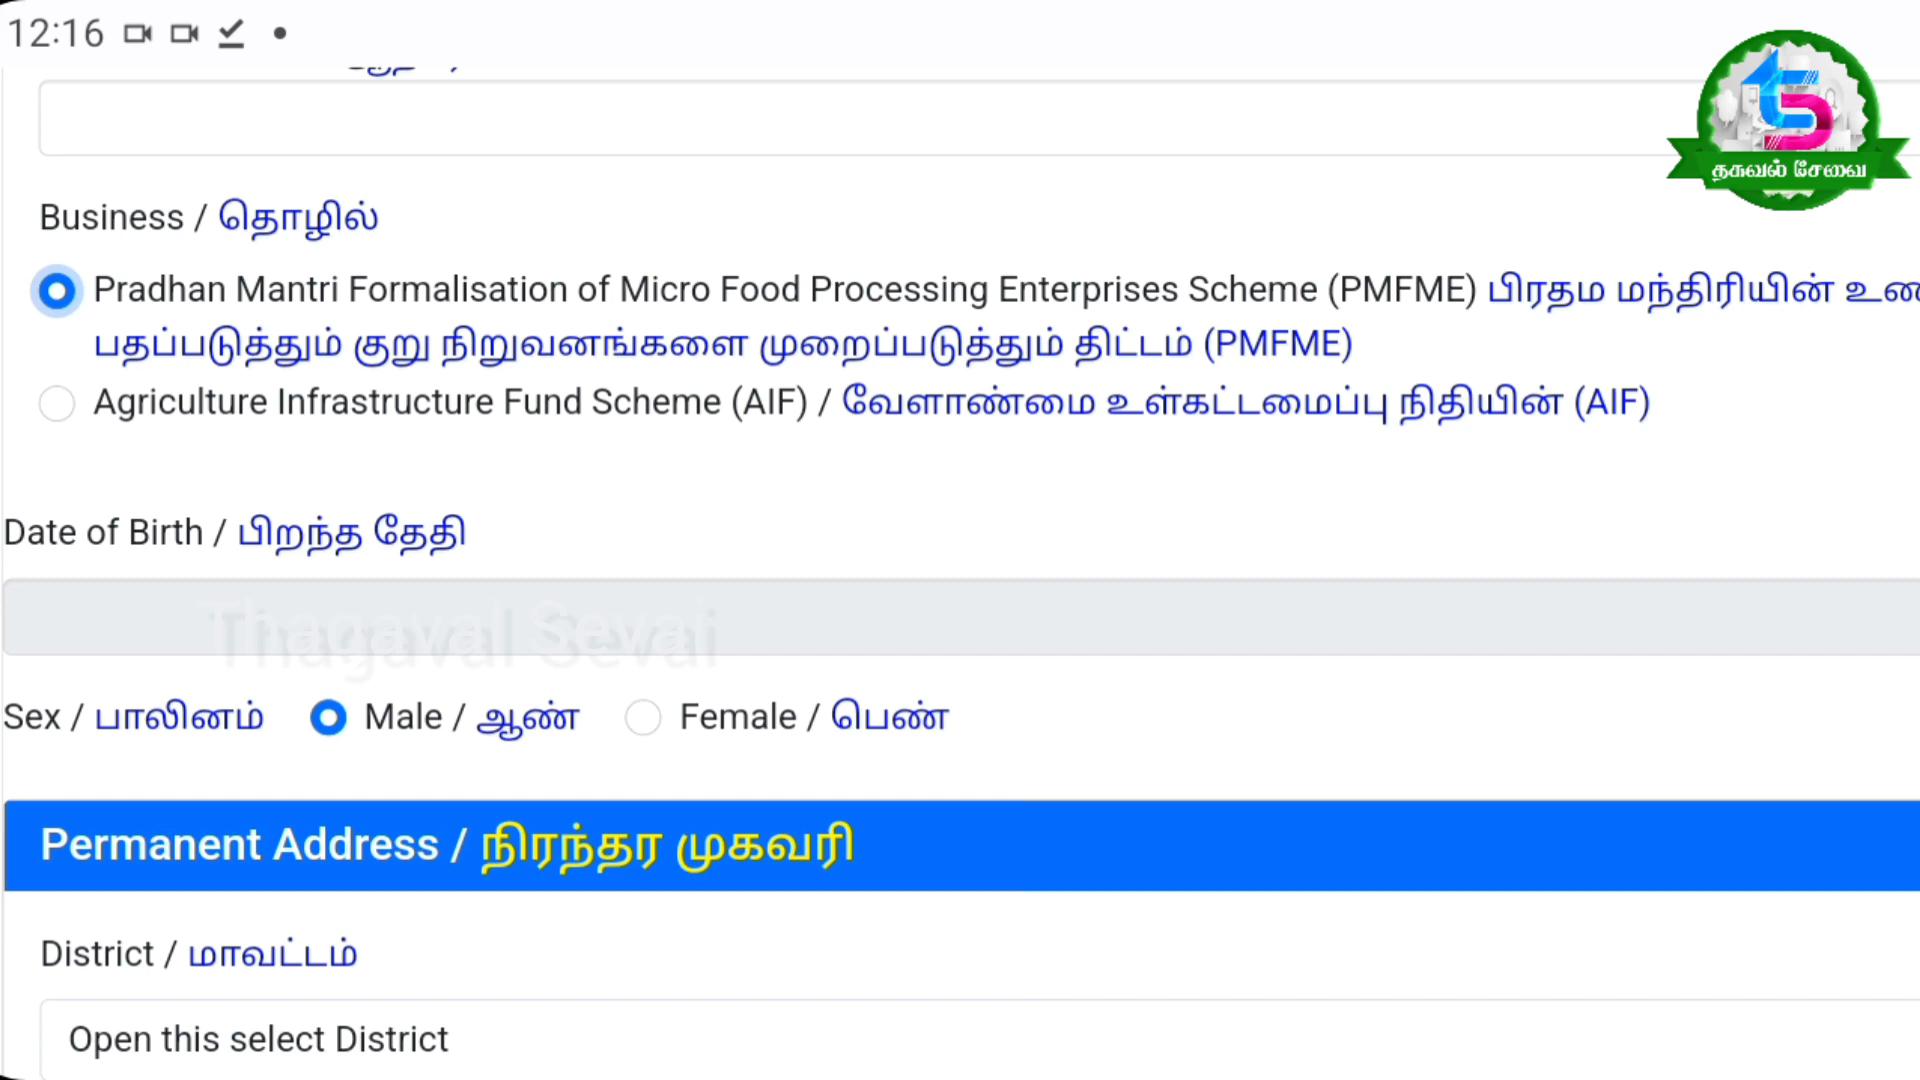 12:16
தகவல் சேவை
Business / தொழில்
Pradhan Mantri Formalisation of Micro Food Processing Enterprises Scheme (PMFME) பிரதம மந்திரியின்
பதப்படுத்தும் குறு நிறுவனங்களை முறைப்படுத்தும் திட்டம் (PMFME)
Agriculture Infrastructure Fund Scheme (AIF) / வேளாண்மை உள்கட்டமைப்பு நிதியின் (AIF)
Date of Birth / பிறந்த தேதி
Thagaval Sevai
Sex / பாலினம் Male / ஆண் Female / பெண்
Permanent Address / நிரந்தர முகவரி
District / மாவட்டம்
Open this select District